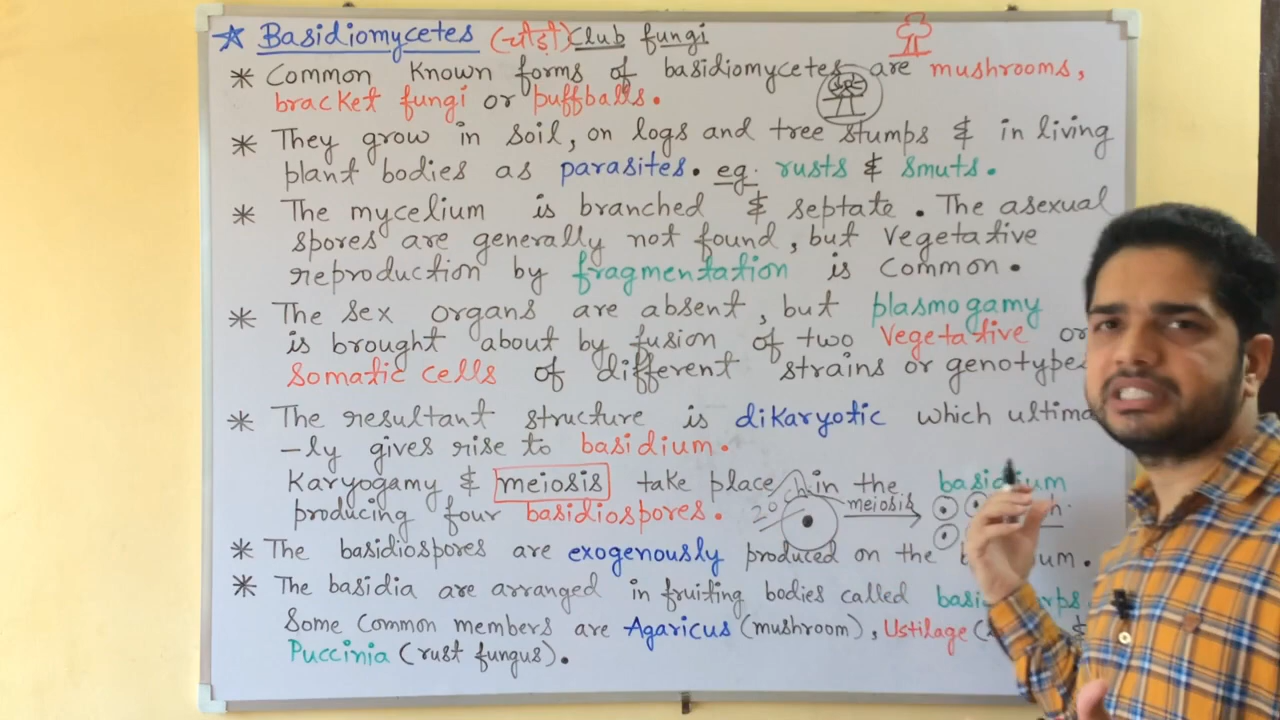 ☆ Basidiomycetes Club fungi
* Common known forms of basidiomycetes are mushrooms,
bracket fungi or puffballs.
* They grow in soil, on logs and tree stumps & in living
plant bodies as parasites. eg. rusts & smuts.
* The mycelium is branched & septate. The asexual
spores are generally not found, but vegetative
reproduction by fragmentation is common.
* The sex organs are absent, but plasmogamy
is brought about by fusion of two vegetative or
Somatic cells of different strains or genotype
* The resultant structure is dikaryotic which ultima
-ly gives rise to basidium.
Karyogamy & meiosis take place in the basidium
producing four basidiospores. meiosis
* The basidiospores are exogenously produced on the
* The basidia are arranged in fruiting bodies called
Some Common members are Agaricus (mushroom), Ustilage &
Puccinia (rust fungus).